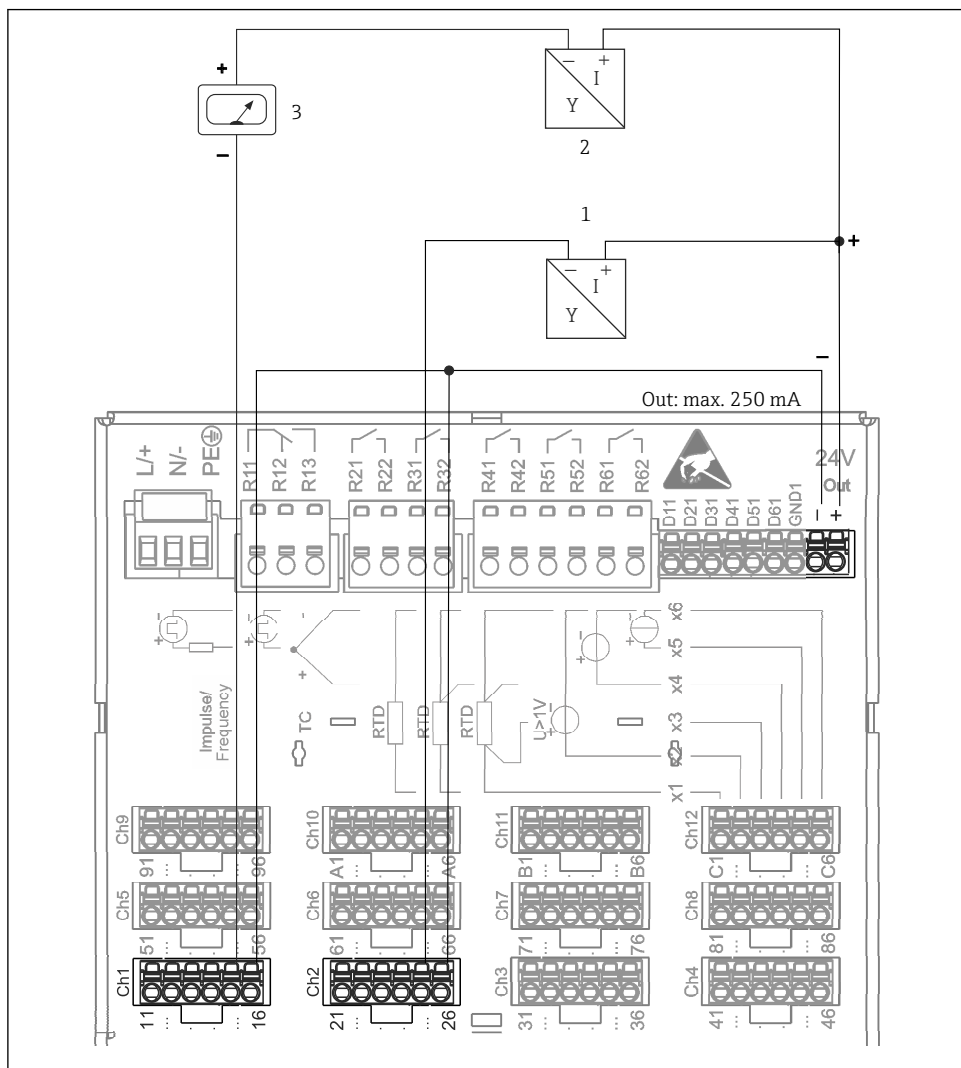 − + I Y
+ − 3
2
1
− + I Y
+
−
Out: max. 250 mA
L/+ N/- PE R11 R12 R13 R21 R22 R31 R32 R41 R42 R51 R52 R61 R62 24V
Out
D11 D21 D31 D41 D51 D61 GND1 − +
- + - + - + - + - + - +
Impulse/
Frequency
TC RTD RTD RTD U>1V
x6
x5
x4
x3
x1
Ch9 Ch10 Ch11 Ch12
91 ... . ... 96 A1 ... . ... A6 B1 ... . ... B6 C1 ... . ... C6
Ch5 Ch6 Ch7 Ch8
51 ... . ... 56 61 ... . ... 66 71 ... . ... 76 81 ... . ... 86
Ch1 Ch2 Ch3 Ch4
11 ... . ... 16 21 ... . ... 26 31 ... . ... 36 41 ... . ... 46